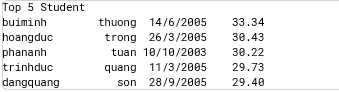 Top 5 Student
buiminh thuong 14/6/2005 33.34
hoangduc trong 26/3/2005 30.43
phananh tuan 10/10/2003 30.22
trinhduc quang 11/3/2005 29.73
dangquang son 28/9/2005 29.40